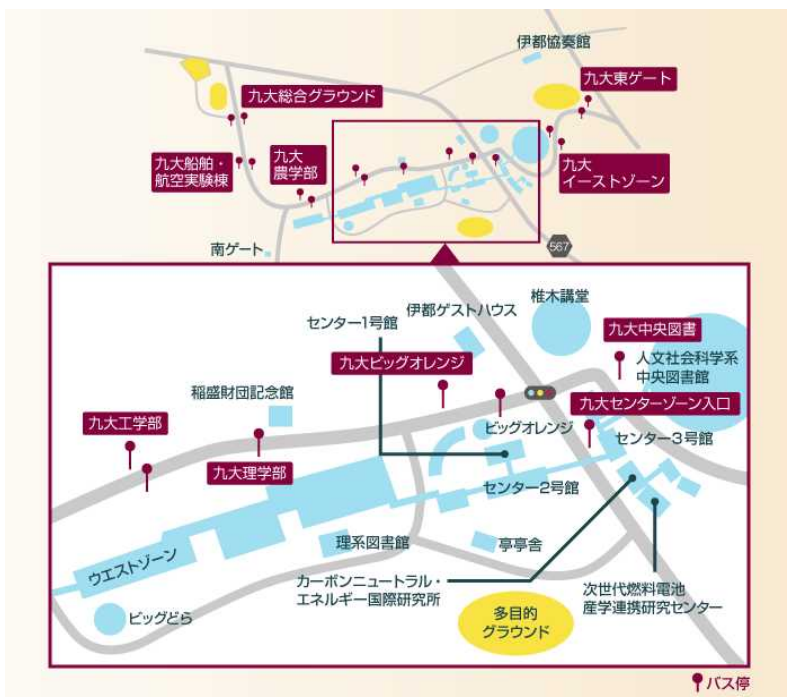 伊都協奏館
九大東ゲート
九大総合グラウンド
九大船舶・
航空実験棟
九大
農学部
九大
イーストゾーン
南ゲート
567
センター1号館
伊都ゲストハウス
椎木講堂
九大中央図書
人文社会科学系
中央図書館
九大ビッグオレンジ
稲盛財団記念館
九大センターゾーン入口
九大工学部
ビッグオレンジ
センター3号館
九大理学部
センター2号館
ウエストゾーン
理系図書館
亭亭舎
カーボンニュートラル・
エネルギー国際研究所
次世代燃料電池
産学連携研究センター
ビッグどら
多目的
グラウンド
バス停